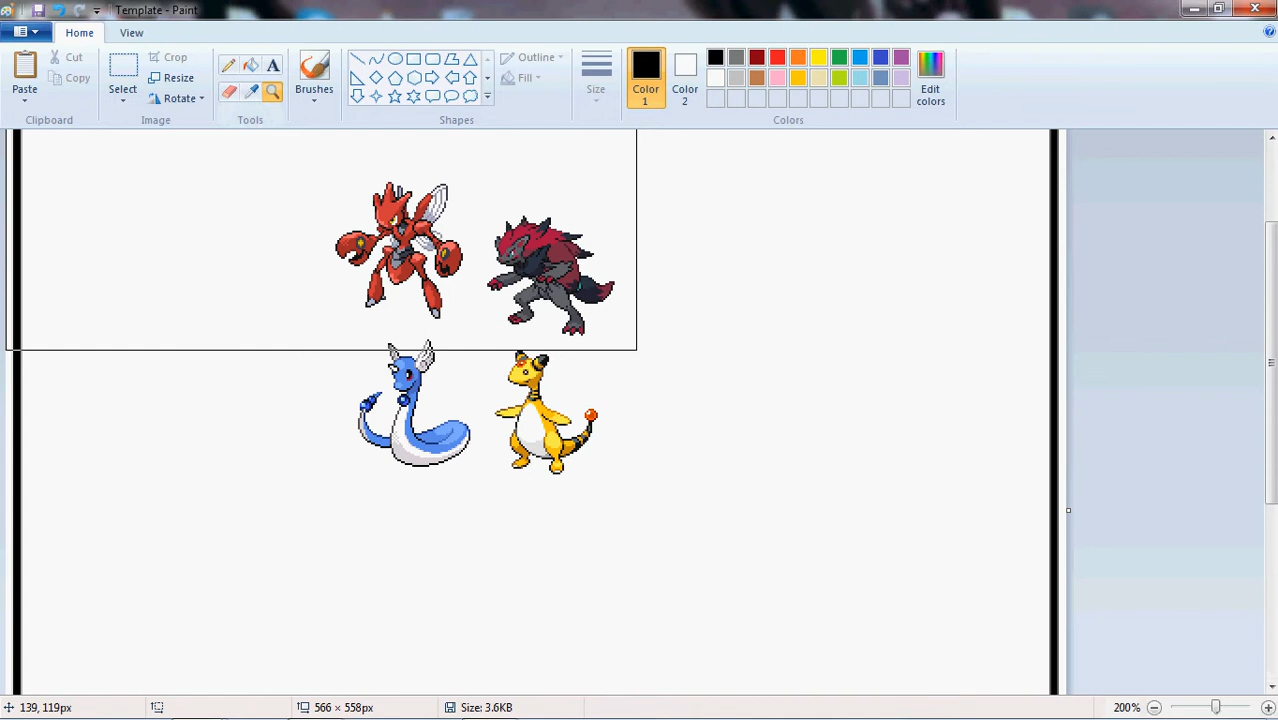 Template - Paint
Home View
Paste
Cut
Copy
Clipboard
Select
Crop
Resize
Rotate
Image
A
Tools
Brushes
Shapes
Outline
Fill
Size
Color 1
Color 2
Edit colors
Colors
139, 119px
566 × 558px
Size: 3.6KB
200%